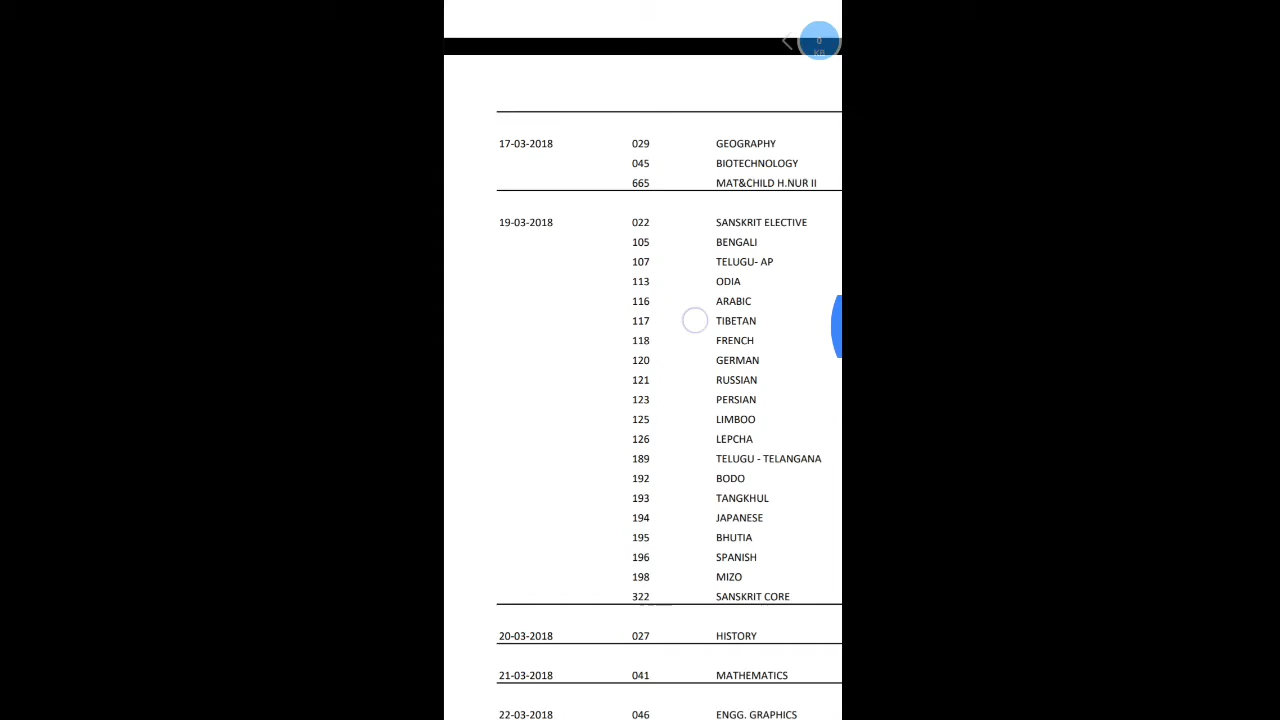 0
KB
17-03-2018 029 GEOGRAPHY
045 BIOTECHNOLOGY
665 MAT&CHILD H.NUR II
19-03-2018 022 SANSKRIT ELECTIVE
105 BENGALI
107 TELUGU- AP
113 ODIA
116 ARABIC
117 TIBETAN
118 FRENCH
120 GERMAN
121 RUSSIAN
123 PERSIAN
125 LIMBOO
126 LEPCHA
189 TELUGU - TELANGANA
192 BODO
193 TANGKHUL
194 JAPANESE
195 BHUTIA
196 SPANISH
198 MIZO
322 SANSKRIT CORE
20-03-2018 027 HISTORY
21-03-2018 041 MATHEMATICS
22-03-2018 046 ENGG. GRAPHICS